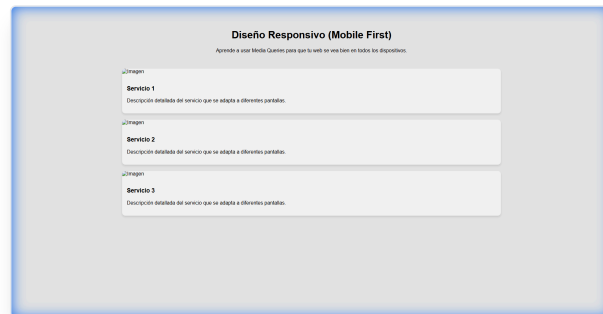 Diseño Responsivo (Mobile First)
Aprende a usar Media Queries para que tu web se vea bien en todos los dispositivos.
Imagen
Servicio 1
Descripción detallada del servicio que se adapta a diferentes pantallas.
Imagen
Servicio 2
Descripción detallada del servicio que se adapta a diferentes pantallas.
Imagen
Servicio 3
Descripción detallada del servicio que se adapta a diferentes pantallas.